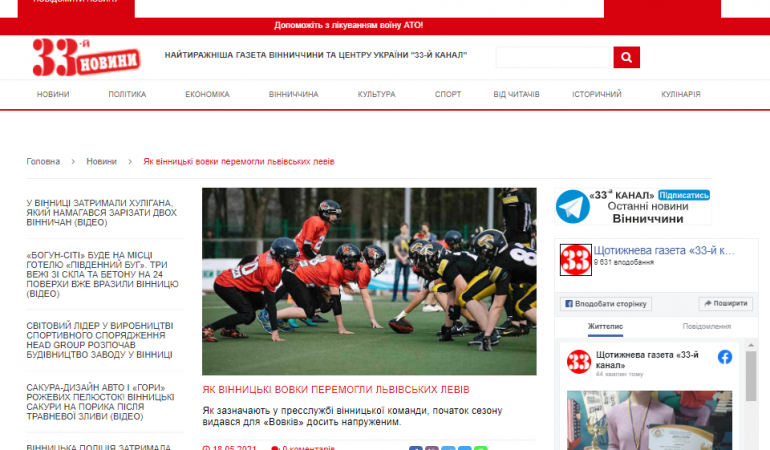 ПОВІДОМИТИ НОВИНУ
Допоможіть з лікуванням воїну АТО!
33-й НОВИНИ
НАЙТИРАЖНІША ГАЗЕТА ВІННИЧЧИНИ ТА ЦЕНТРУ УКРАЇНИ "33-Й КАНАЛ"
НОВИНИ ПОЛІТИКА ЕКОНОМІКА ВІННИЧЧИНА КУЛЬТУРА СПОРТ ВІД ЧИТАЧІВ ІСТОРИЧНИЙ КУЛІНАРІЯ
Головна > Новини > Як вінницькі вовки перемогли львівських левів
У ВІННИЦІ ЗАТРИМАЛИ ХУЛІГАНА,
ЯКИЙ НАМАГАВСЯ ЗАРІЗАТИ ДВОХ
ВІННИЧАН (ВІДЕО)
«БОГУН-СІТІ» БУДЕ НА МІСЦІ
ГОТЕЛЮ «ПІВДЕННИЙ БУГ». ТРИ
ВЕЖІ ЗІ СКЛА ТА БЕТОНУ НА 24
ПОВЕРХИ ВЖЕ ВРАЗИЛИ ВІННИЦЮ
(ВІДЕО)
СВІТОВИЙ ЛІДЕР У ВИРОБНИЦТВІ
СПОРТИВНОГО СПОРЯДЖЕННЯ
HEAD GROUP РОЗПОЧАВ
БУДІВНИЦТВО ЗАВОДУ У ВІННИЦІ
САКУРА-ДИЗАЙН АВТО І «ГОРИ»
РОЖЕВИХ ПЕЛЮСТОК! ВІННИЦЬКІ
САКУРИ НА ПОРИКА ПІСЛЯ
ТРАВНЕВОЇ ЗЛИВИ (ВІДЕО)
ВІННИЦЬКА ПОЛІЦІЯ ЗАТРИМАЛА
ЯК ВІННИЦЬКІ ВОВКИ ПЕРЕМОГЛИ ЛЬВІВСЬКИХ ЛЕВІВ
Як зазначають у пресслужбі вінницької команди, початок сезону
видався для «Вовків» досить напруженим.
18.05.2021 0 коментарів
«33-й КАНАЛ» Підписатись
Останні новини
Вінниччини
33
Щотижнева газета «33-й к...
9 631 вподобання
Вподобати сторінку Поширити
Життєпис Повідомлення
33
Щотижнева газета «33-й
канал»
44 хвилин тому